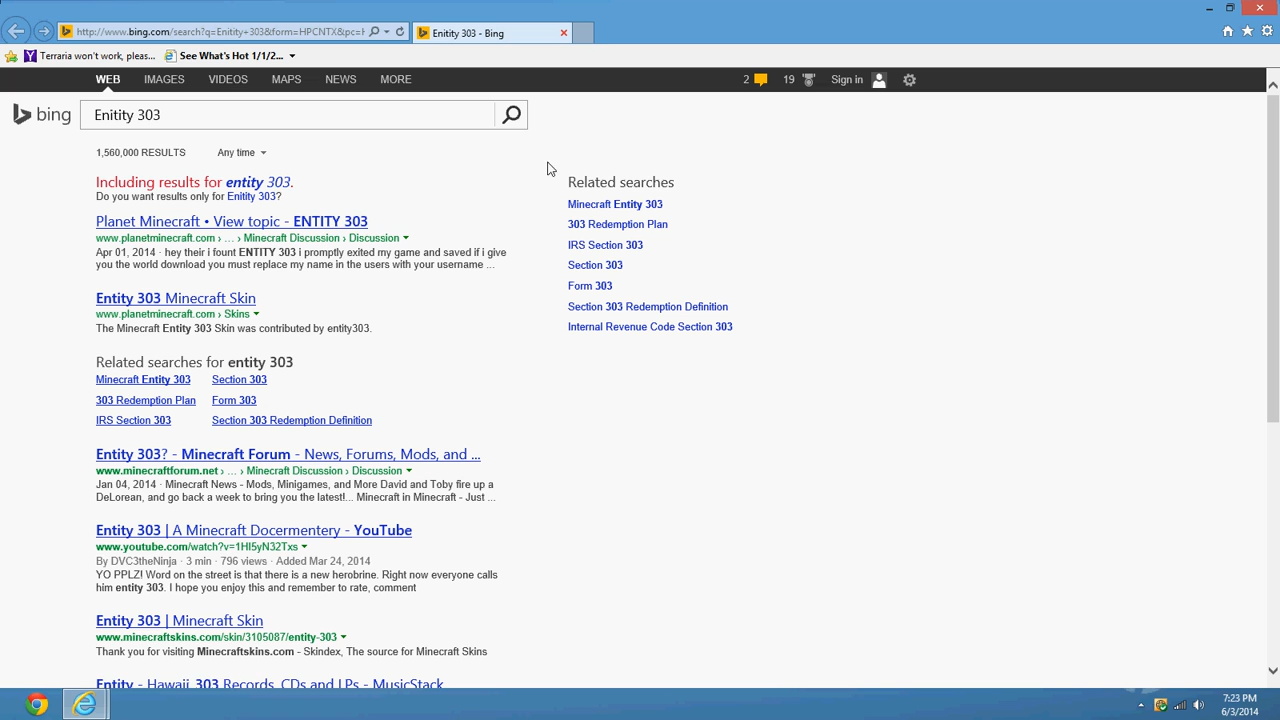 http://www.bing.com/search?q=Enitity+303&form=HPCNTX&pc=H
Entity 303 - Bing
Terraria won't work, pleas...
See What's Hot 1/1/2...
WEB
IMAGES
VIDEOS
MAPS
NEWS
MORE
2
19
Sign in
bing
Enitity 303
1,560,000 RESULTS
Any time
Including results for entity 303.
Do you want results only for Enitity 303?
Planet Minecraft • View topic - ENTITY 303
www.planetminecraft.com › ... › Minecraft Discussion › Discussion
Apr 01, 2014 · hey their i fount ENTITY 303 i promptly exited my game and saved if i give
you the world download you must replace my name in the users with your username ...
Entity 303 Minecraft Skin
www.planetminecraft.com › Skins
The Minecraft Entity 303 Skin was contributed by entity303.
Related searches for entity 303
Minecraft Entity 303
Section 303
303 Redemption Plan
Form 303
IRS Section 303
Section 303 Redemption Definition
Entity 303? - Minecraft Forum - News, Forums, Mods, and ...
www.minecraftforum.net › ... › Minecraft Discussion › Discussion
Jan 04, 2014 · Minecraft News - Mods, Minigames, and More David and Toby fire up a
DeLorean, and go back a week to bring you the latest!... Minecraft in Minecraft - Just ...
Entity 303 | A Minecraft Docermentery - YouTube
www.youtube.com/watch?v=1HI5yN32Txs
By DVC3theNinja · 3 min · 796 views · Added Mar 24, 2014
YO PPLZ! Word on the street is that there is a new herobrine. Right now everyone calls
him entity 303. I hope you enjoy this and remember to rate, comment
Entity 303 | Minecraft Skin
www.minecraftskins.com/skin/3105087/entity-303
Thank you for visiting Minecraftskins.com - Skindex, The source for Minecraft Skins
Entity - Hawaii, 303 Records, CDs and LPs - MusicStack
Related searches
Minecraft Entity 303
303 Redemption Plan
IRS Section 303
Section 303
Form 303
Section 303 Redemption Definition
Internal Revenue Code Section 303
7:23 PM
6/3/2014